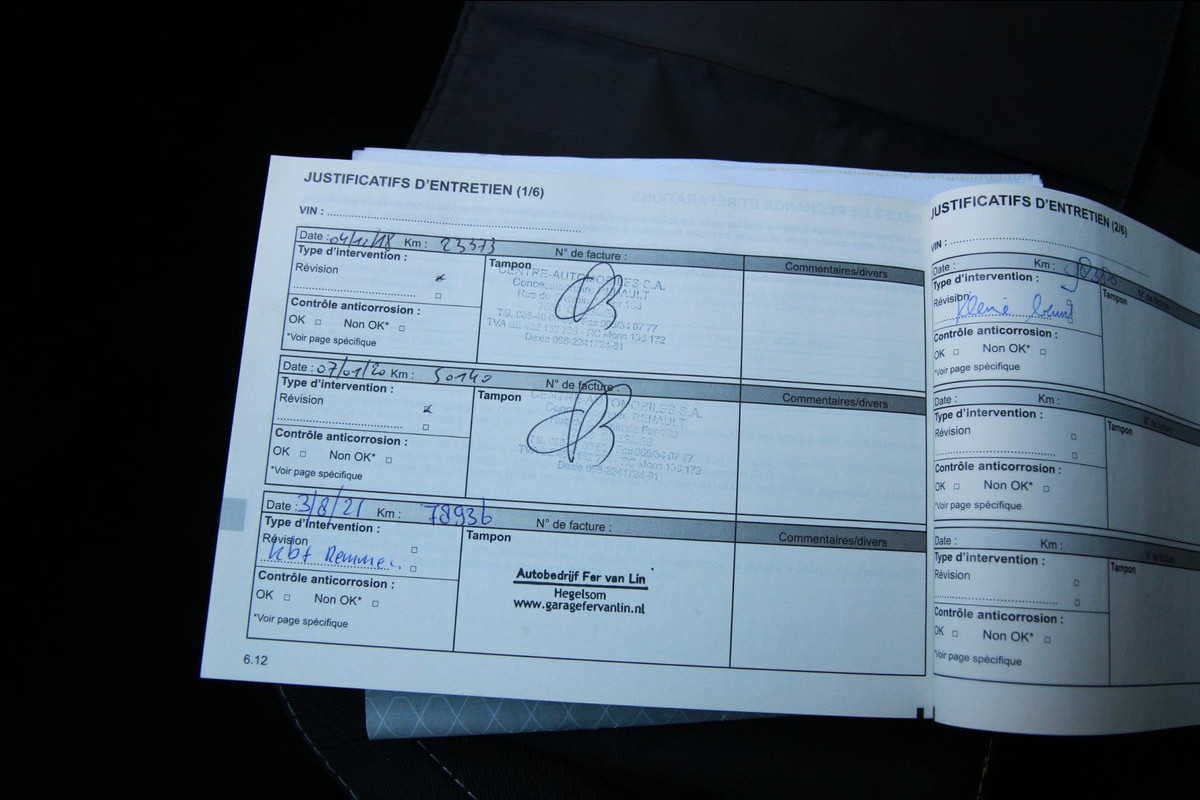 JUSTIFICATIFS D'ENTRETIEN (1/6)
VIN :
Date : 04/12/18 Km : 23373 N° de facture :
Type d'intervention :
Révision
Contrôle anticorrosion :
OK Non OK*
*Voir page spécifique
Tampon
CENTRE-AUTOMOBILES S.A.
Commentaires/divers
Date : 07/01/20 Km : 50140 N° de facture :
Type d'intervention :
Révision
Contrôle anticorrosion :
OK Non OK*
*Voir page spécifique
Tampon
CENTRE-AUTOMOBILES S.A.
Commentaires/divers
Date : 3/8/21 Km : 78936 N° de facture :
Type d'intervention :
Révision
Contrôle anticorrosion :
OK Non OK*
*Voir page spécifique
Tampon
Autobedrijf Fer van Lin
Hegelsom
www.garagefervanlin.nl
Commentaires/divers
6.12
JUSTIFICATIFS D'ENTRETIEN (2/6)
VIN :
Date : Km : N° de
Type d'intervention :
Révision
Contrôle anticorrosion :
OK Non OK*
*Voir page spécifique
Tampon
Date : Km :
Type d'intervention :
Révision
Contrôle anticorrosion :
OK Non OK*
*Voir page spécifique
Tampon
Date : Km :
Type d'intervention :
Révision
Contrôle anticorrosion :
OK Non OK*
*Voir page spécifique
Tampon